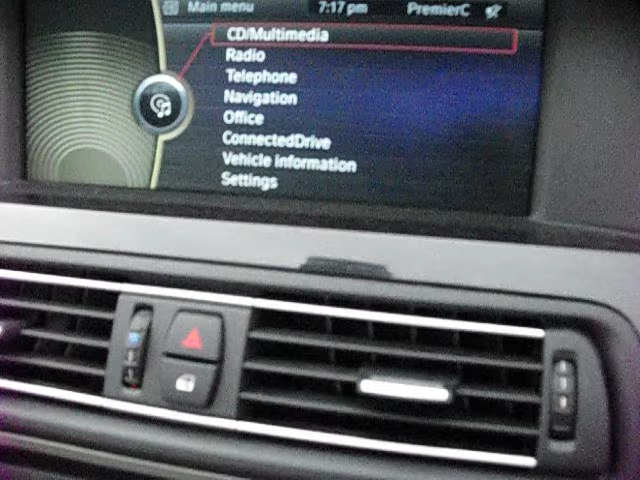 Main menu 7:17 pm PremierC
CD/Multimedia
Radio
Telephone
Navigation
Office
ConnectedDrive
Vehicle information
Settings